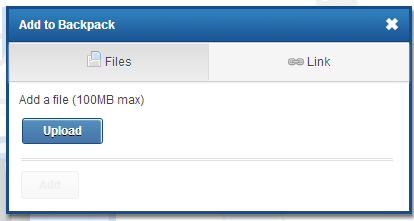 Add to Backpack
Files
Link
Add a file (100MB max)
Upload
Add